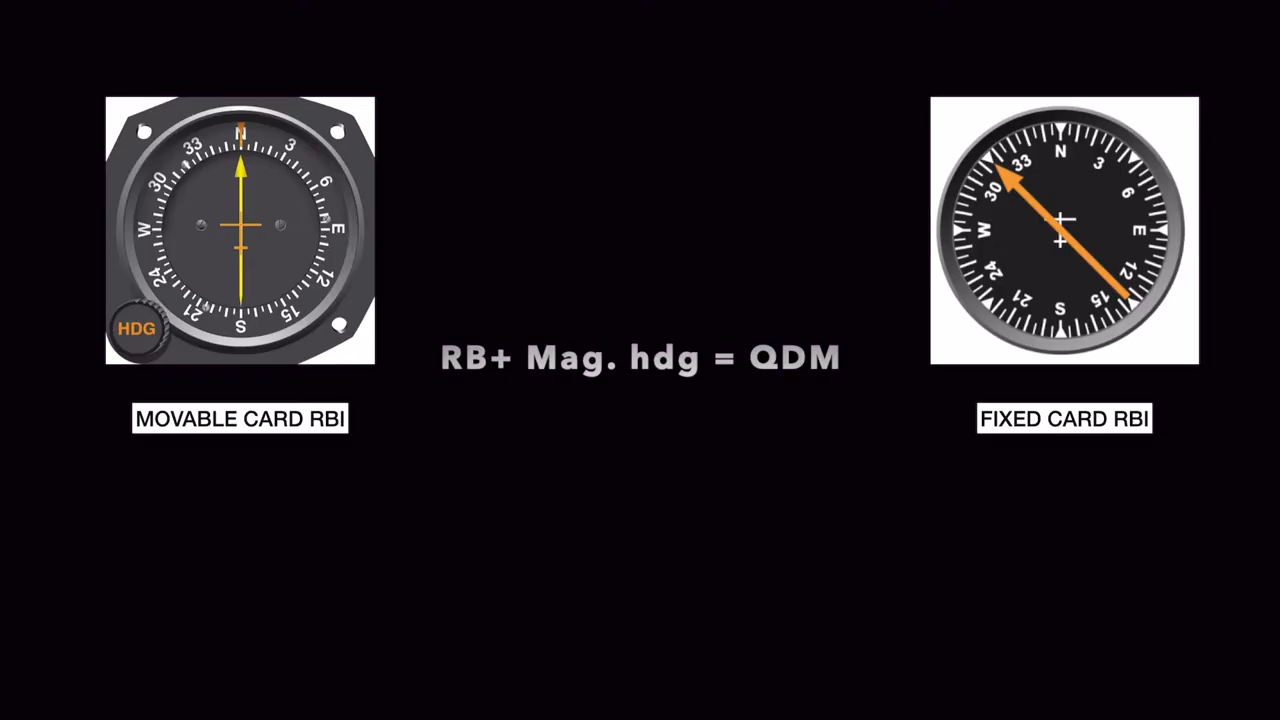 N
33
3
30
6
W
E
24
12
21
15
S
HDG
MOVABLE CARD RBI
RB+ Mag. hdg = QDM
N
33
3
30
6
W
E
24
12
21
15
S
FIXED CARD RBI